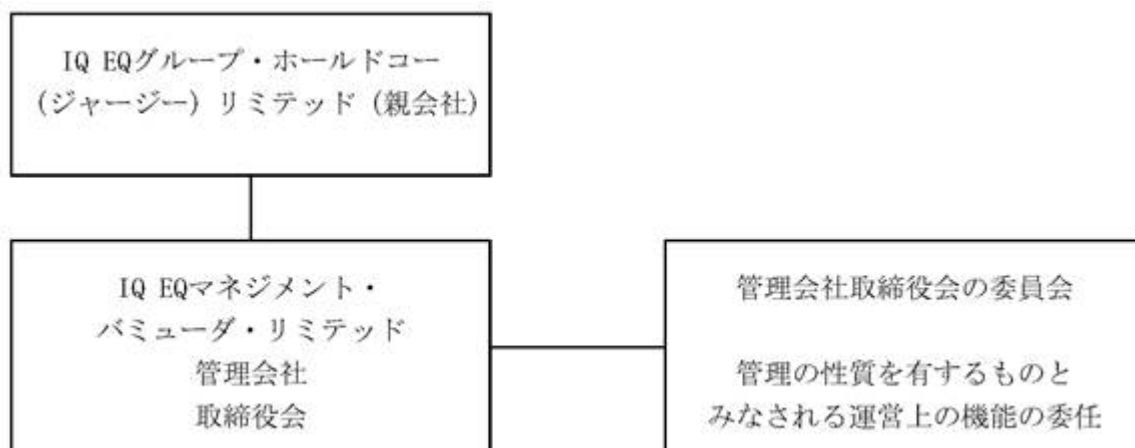 IQ EQグループ・ホールドコー
(ジャージー) リミテッド (親会社)
IQ EQマネジメント・
バミューダ・リミテッド
管理会社
取締役会
管理会社取締役会の委員会
管理の性質を有するものと
みなされる運営上の機能の委任